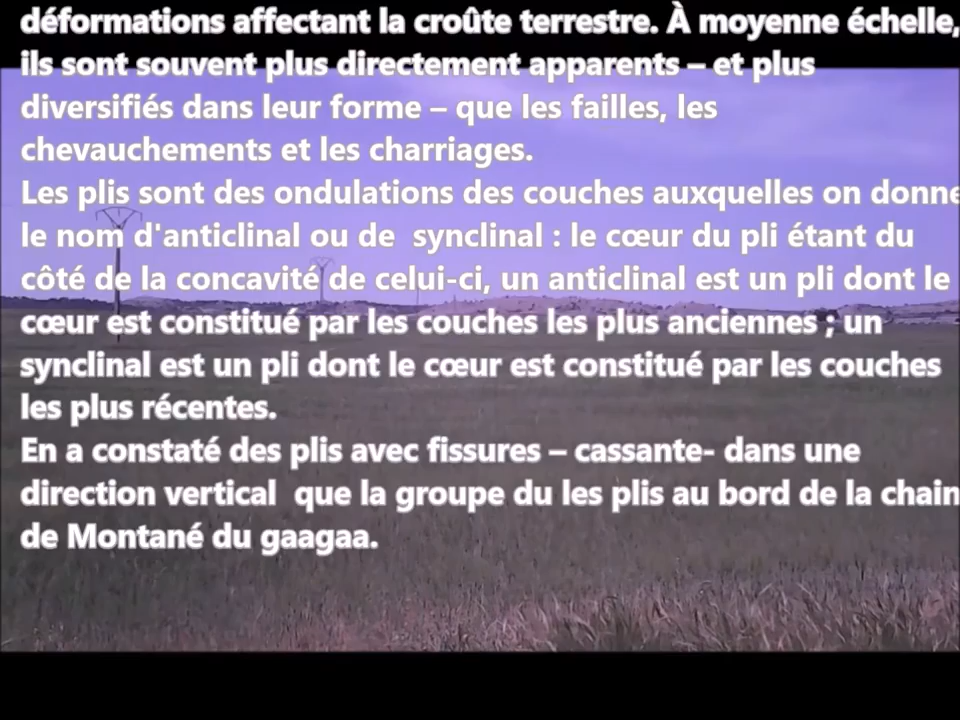 déformations affectant la croûte terrestre. À moyenne échelle,
ils sont souvent plus directement apparents – et plus
diversifiés dans leur forme – que les failles, les
chevauchements et les charriages.
Les plis sont des ondulations des couches auxquelles on donne
le nom d'anticlinal ou de  synclinal : le cœur du pli étant du
côté de la concavité de celui-ci, un anticlinal est un pli dont le
cœur est constitué par les couches les plus anciennes ; un
synclinal est un pli dont le cœur est constitué par les couches
les plus récentes.
En a constaté des plis avec fissures – cassante- dans une
direction vertical  que la groupe du les plis au bord de la chain
de Montané du gaagaa.